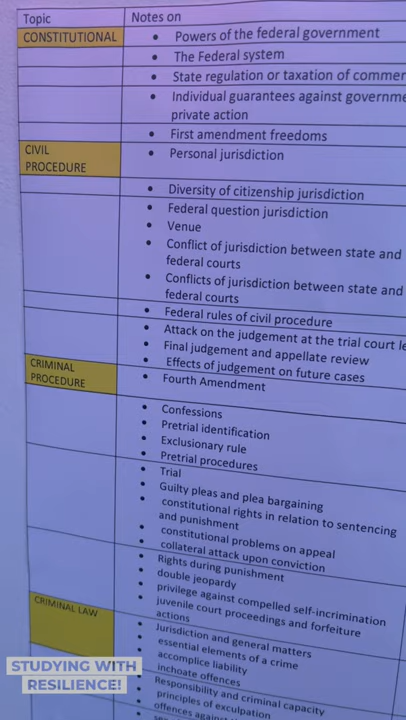 Topic Notes on
CONSTITUTIONAL • Powers of the federal government
• The Federal system
• State regulation or taxation of commer
• Individual guarantees against governme
private action
• First amendment freedoms
CIVIL PROCEDURE • Personal jurisdiction
• Diversity of citizenship jurisdiction
• Federal question jurisdiction
• Venue
• Conflict of jurisdiction between state and
federal courts
• Conflicts of jurisdiction between state and
federal courts
• Federal rules of civil procedure
• Attack on the judgement at the trial court le
• Final judgement and appellate review
• Effects of judgement on future cases
CRIMINAL PROCEDURE • Fourth Amendment
• Confessions
• Pretrial identification
• Exclusionary rule
• Pretrial procedures
• Trial
• Guilty pleas and plea bargaining
• constitutional rights in relation to sentencing
and punishment
• constitutional problems on appeal
• collateral attack upon conviction
• Rights during punishment
• double jeopardy
• privilege against compelled self-incrimination
• juvenile court proceedings and forfeiture
actions
CRIMINAL LAW • Jurisdiction and general matters
• essential elements of a crime
• accomplice liability
• inchoate offences
• Responsibility and criminal capacity
• principles of exculpation
• offences against
STUDYING WITH
RESILIENCE!